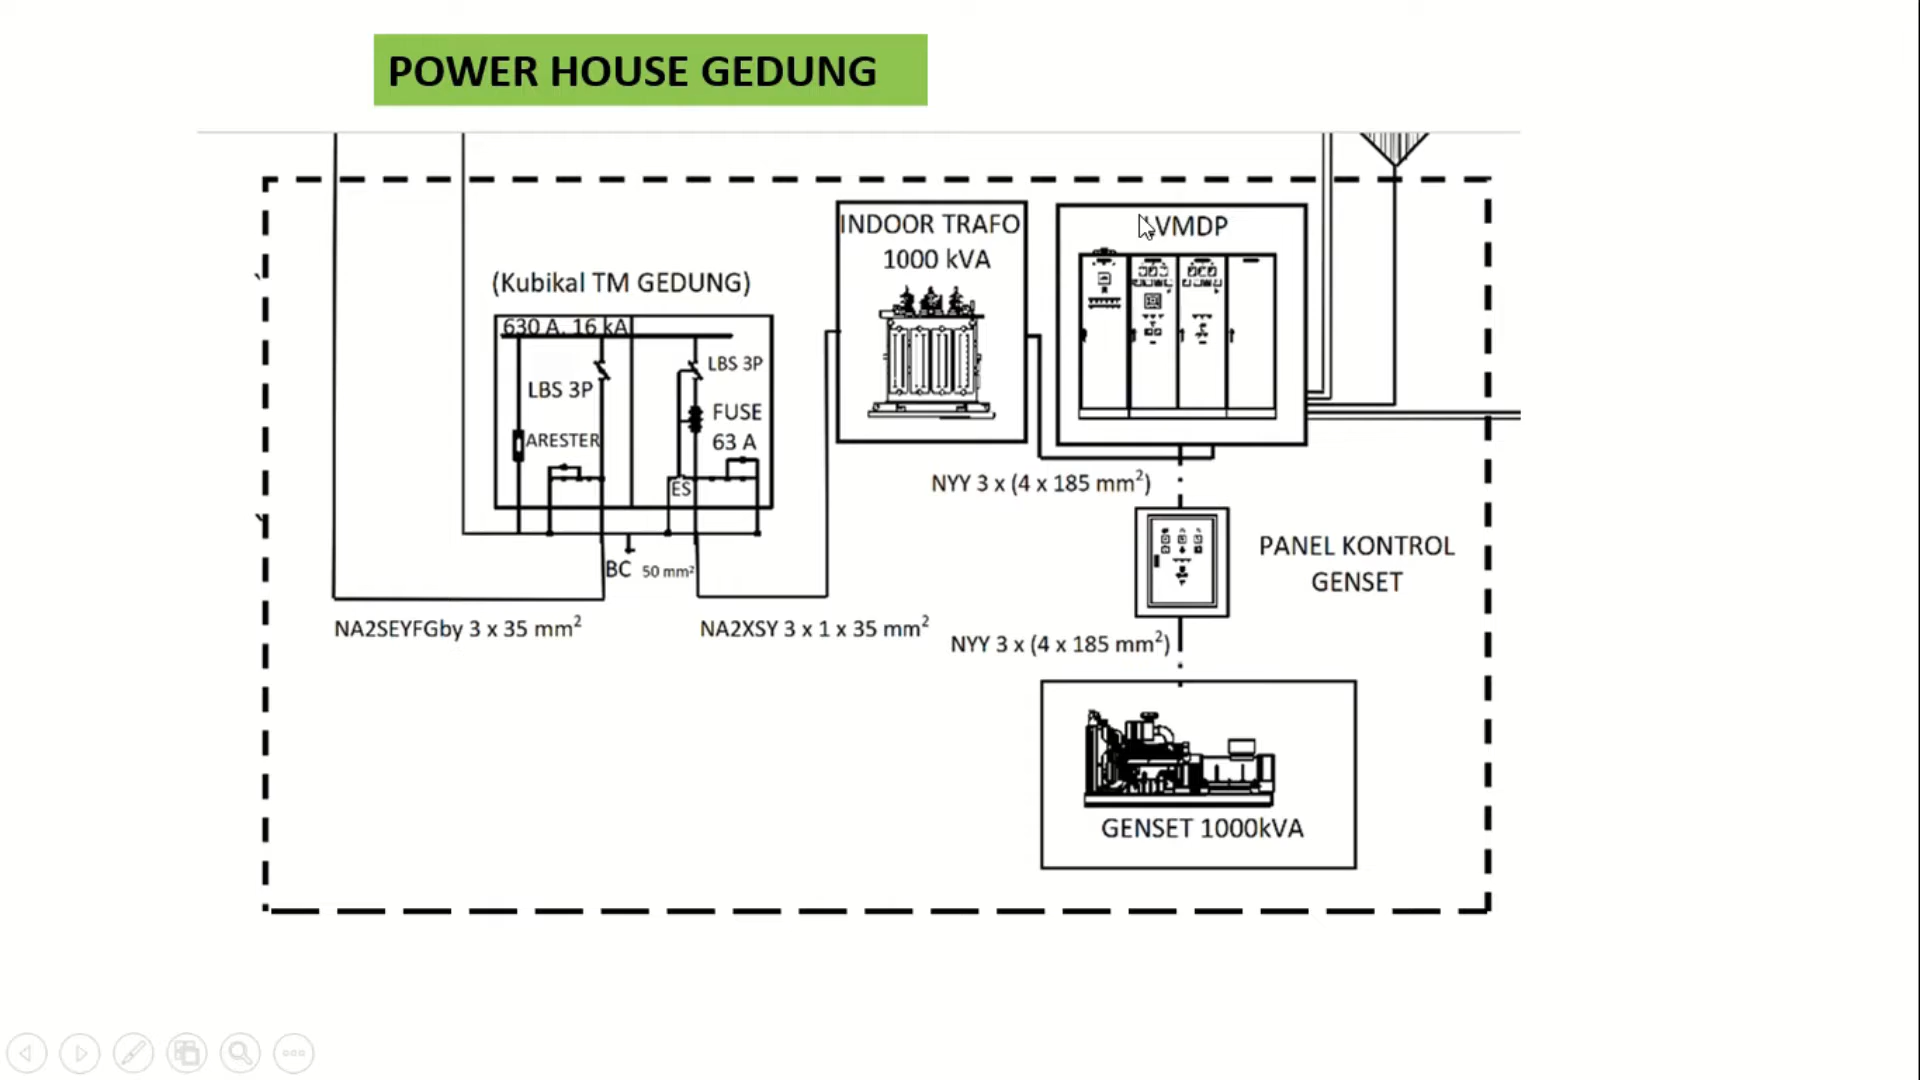 POWER HOUSE GEDUNG
INDOOR TRAFO
1000 kVA
VMDP
(Kubikal TM GEDUNG)
630 A, 16 kA
LBS 3P
LBS 3P
FUSE
63 A
ARESTER
ES
BC 50 mm²
NYY 3 x (4 x 185 mm²)
PANEL KONTROL
GENSET
NA2SEYFGby 3 x 35 mm²
NA2XSY 3 x 1 x 35 mm²
NYY 3 x (4 x 185 mm²)
GENSET 1000kVA